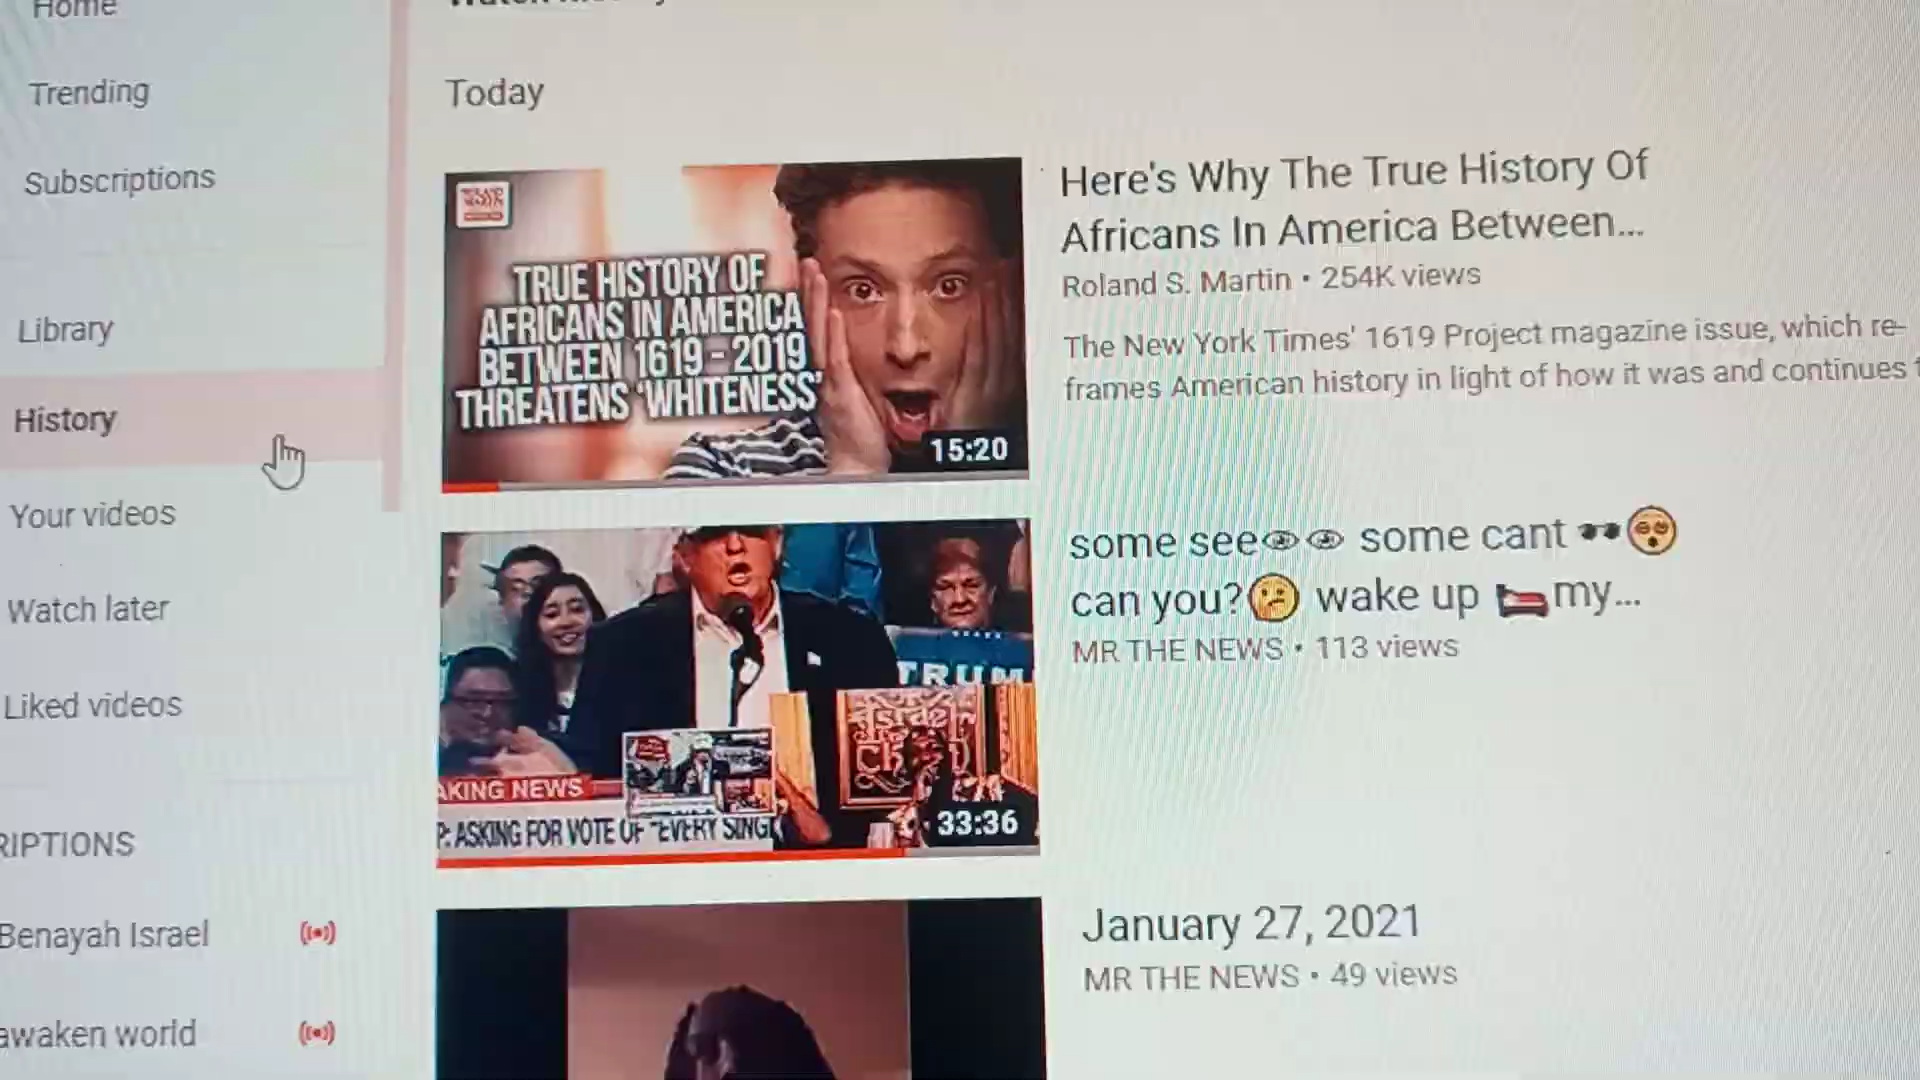 Home
Trending
Subscriptions
Library
History
Your videos
Watch later
Liked videos
RIPTIONS
Benayah Israel
awaken world
Today
ROLAND
MARTIN
TRUE HISTORY OF
AFRICANS IN AMERICA
BETWEEN 1619 - 2019
THREATENS 'WHITENESS'
15:20
Here's Why The True History Of
Africans In America Between...
Roland S. Martin • 254K views
The New York Times' 1619 Project magazine issue, which re-
frames American history in light of how it was and continues
TRUM
Israel
AKING NEWS
P: ASKING FOR VOTE OF "EVERY SINGL
33:36
some see👁👁 some cant 🕶😵
can you?🤔 wake up 🛏my...
MR THE NEWS • 113 views
January 27, 2021
MR THE NEWS • 49 views